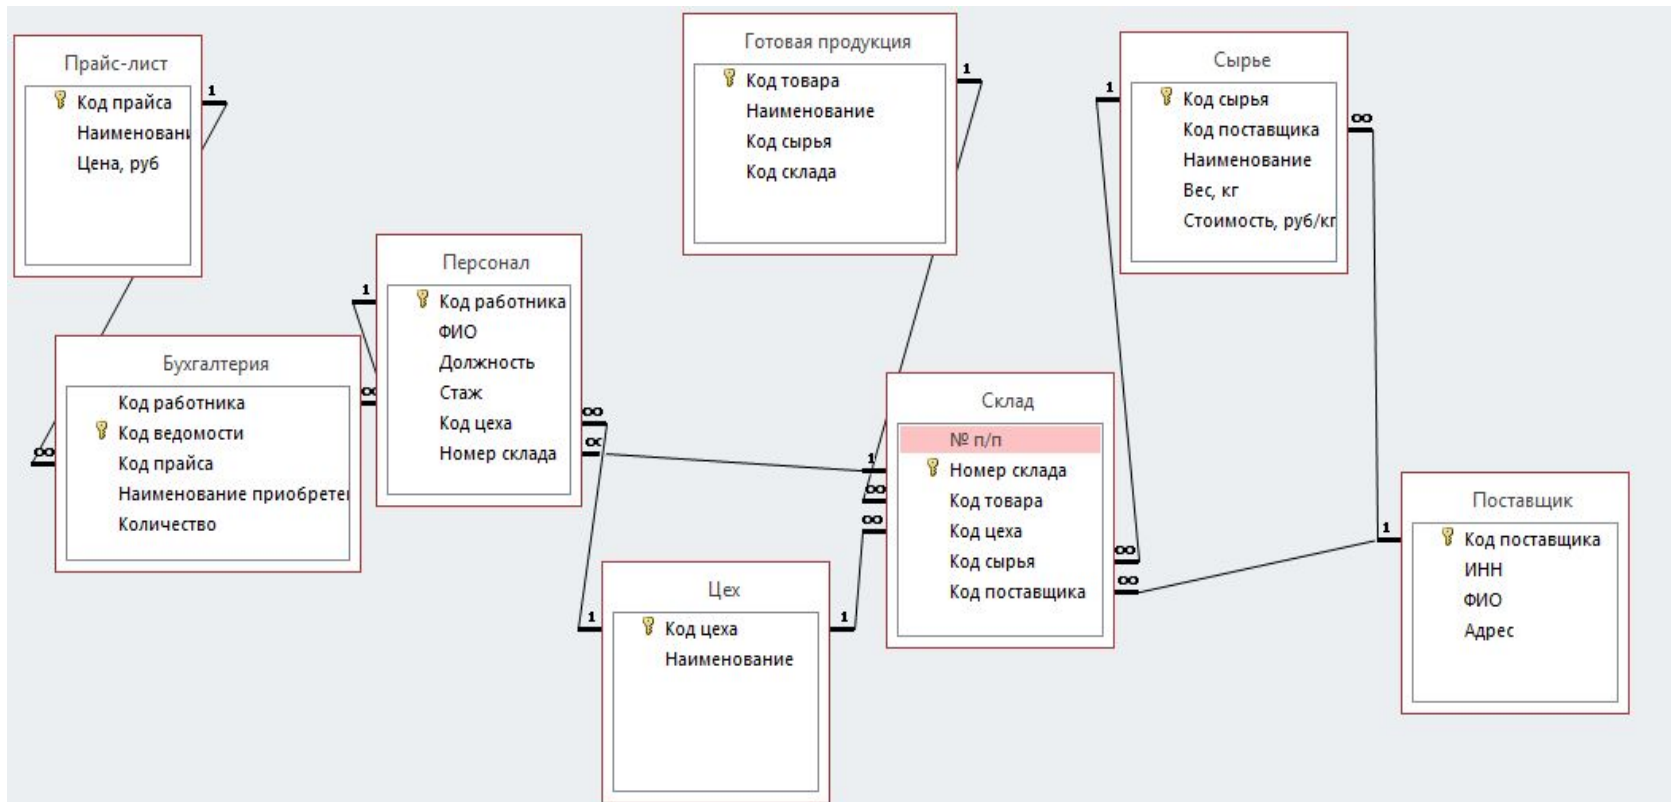 Прайс-лист
Код прайса
Наименовани
Цена, руб
1
Готовая продукция
Код товара
Наименование
Код сырья
Код склада
1
Сырье
1
Код сырья
Код поставщика
Наименование
Вес, кг
Стоимость, руб/кг
∞
Персонал
1
Код работника
ФИО
Должность
Стаж
Код цеха
Номер склада
∞
∞
Бухгалтерия
Код работника
Код ведомости
Код прайса
Наименование приобретен
Количество
∞
∞
Склад
№ п/п
Номер склада
Код товара
Код цеха
Код сырья
Код поставщика
1
∞
∞
∞
∞
Поставщик
1
Код поставщика
ИНН
ФИО
Адрес
Цех
1
Код цеха
1
Наименование